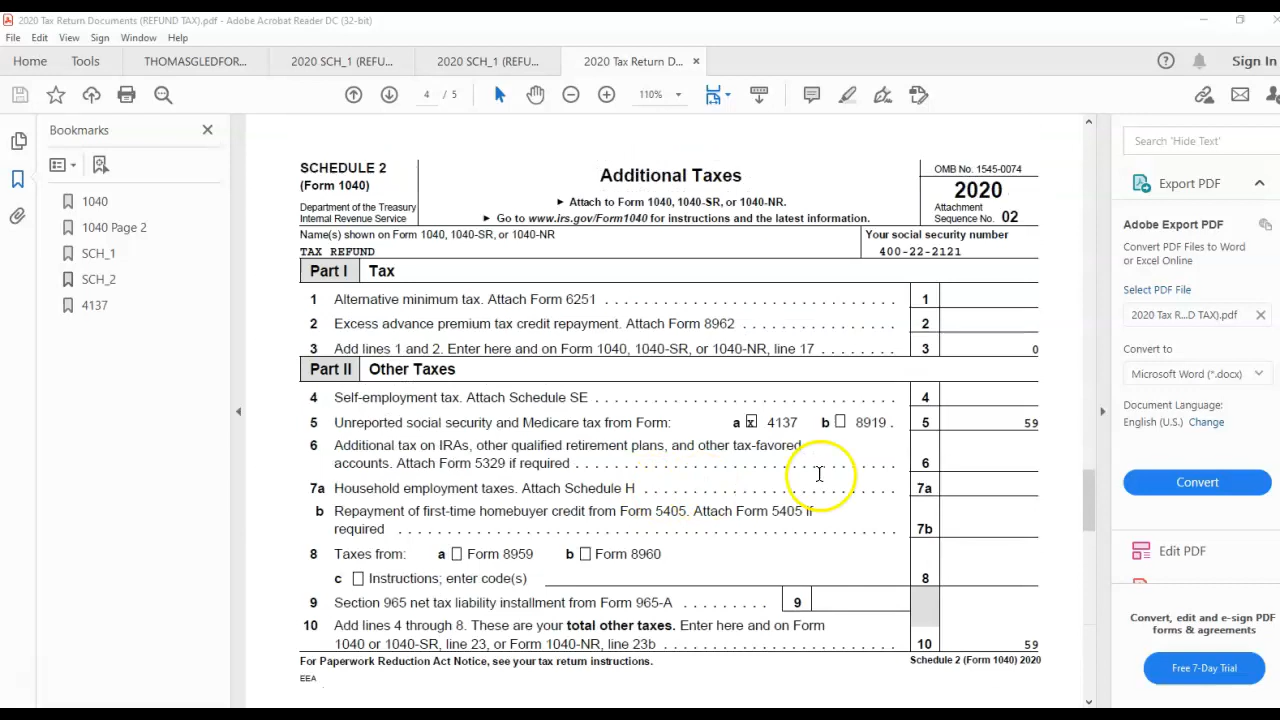 2020 Tax Return Documents (REFUND TAX).pdf - Adobe Acrobat Reader DC (32-bit)
File Edit View Sign Window Help
Home Tools THOMASGLEDFOR... 2020 SCH_1 (REFU... 2020 SCH_1 (REFU... 2020 Tax Return D... × Sign In
4 / 5 110%
Bookmarks
1040
1040 Page 2
SCH_1
SCH_2
4137
SCHEDULE 2
(Form 1040)
Department of the Treasury
Internal Revenue Service
Additional Taxes
▶ Attach to Form 1040, 1040-SR, or 1040-NR.
▶ Go to www.irs.gov/Form1040 for instructions and the latest information.
OMB No. 1545-0074
2020
Attachment
Sequence No. 02
Name(s) shown on Form 1040, 1040-SR, or 1040-NR
TAX REFUND
Your social security number
400-22-2121
Part I Tax
1 Alternative minimum tax. Attach Form 6251 . . . . . . . . . . . . . . . . . . . . . . . . 1
2 Excess advance premium tax credit repayment. Attach Form 8962 . . . . . . . . . . . . . 2
3 Add lines 1 and 2. Enter here and on Form 1040, 1040-SR, or 1040-NR, line 17 . . . . . . . 3 0
Part II Other Taxes
4 Self-employment tax. Attach Schedule SE . . . . . . . . . . . . . . . . . . . . . . . . . 4
5 Unreported social security and Medicare tax from Form: a x 4137 b 8919 . 5 59
6 Additional tax on IRAs, other qualified retirement plans, and other tax-favored
accounts. Attach Form 5329 if required . . . . . . . . . . . . . . . . . . . . . . . . . . 6
7a Household employment taxes. Attach Schedule H . . . . . . . . . . . . . . . . . . . . . 7a
b Repayment of first-time homebuyer credit from Form 5405. Attach Form 5405 if
required . . . . . . . . . . . . . . . . . . . . . . . . . . . . . . . . . . . . . . . . . 7b
8 Taxes from: a Form 8959 b Form 8960
c Instructions; enter code(s) 8
9 Section 965 net tax liability installment from Form 965-A . . . . . . . . 9
10 Add lines 4 through 8. These are your total other taxes. Enter here and on Form
1040 or 1040-SR, line 23, or Form 1040-NR, line 23b . . . . . . . . . . . . . . . . . . . 10 59
For Paperwork Reduction Act Notice, see your tax return instructions. Schedule 2 (Form 1040) 2020
EEA
Search 'Hide Text'
Export PDF
Adobe Export PDF
Convert PDF Files to Word
or Excel Online
Select PDF File
2020 Tax R...D TAX).pdf ×
Convert to
Microsoft Word (*.docx)
Document Language:
English (U.S.) Change
Convert
Edit PDF
Convert, edit and e-sign PDF
forms & agreements
Free 7-Day Trial